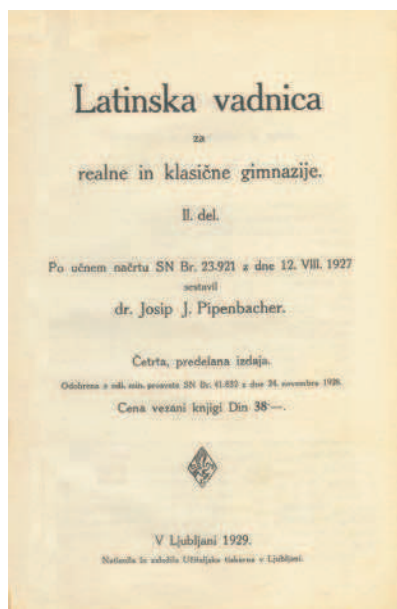 Latinska vadnica
za
realne in klasične gimnazije.
II. del.
Po učnem načrtu SN Br. 23.921 z dne 12. VIII. 1927
sestavil
dr. Josip J. Pipenbacher.
Četrta, predelana izdaja.
Odobrena z odl. min. prosvete SN Br. z dne 24. novembra 1928.
Cena vezani knjigi Din 38·—.
V Ljubljani 1929.
Natisnila in založila Učiteljska tiskarna v Ljubljani.